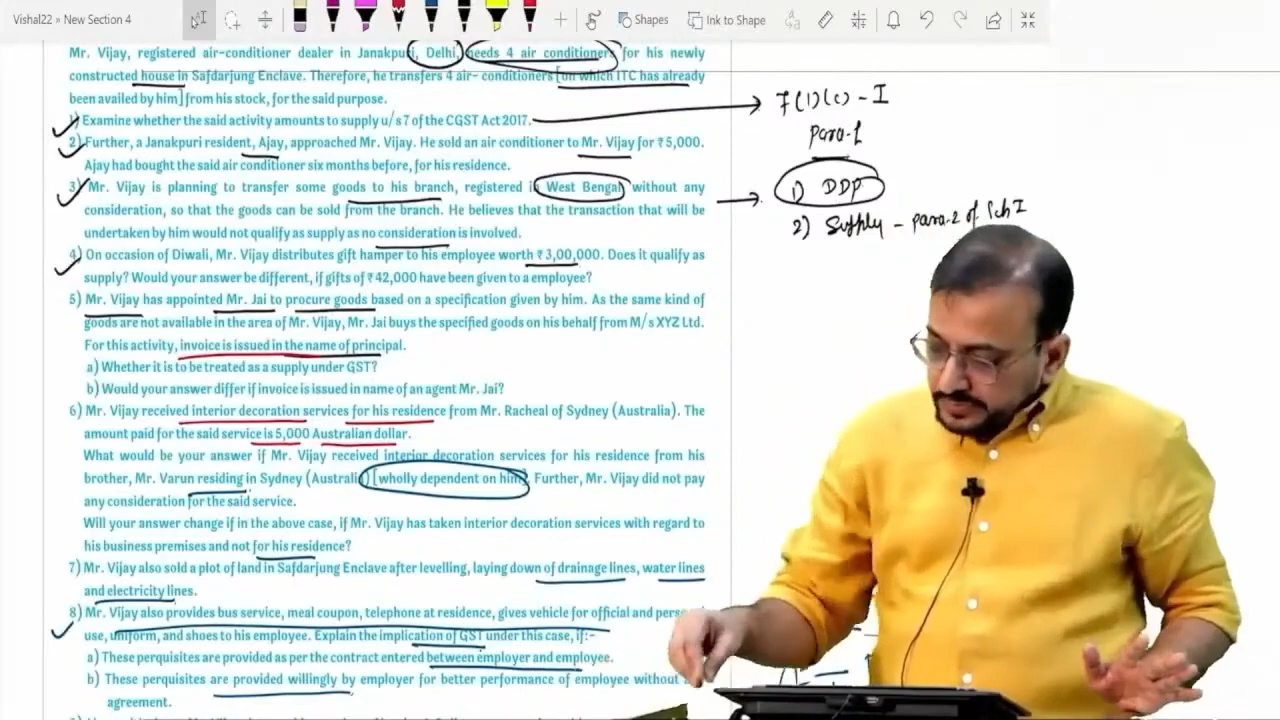 Vishal22 » New Section 4
Shapes
Ink to Shape
Mr. Vijay, registered air-conditioner dealer in Janakpuri, Delhi, needs 4 air conditioners for his newly
constructed house in Safdarjung Enclave. Therefore, he transfers 4 air- conditioners [on which ITC has already
been availed by him] from his stock, for the said purpose.
1) Examine whether the said activity amounts to supply u/s 7 of the CGST Act 2017.
2) Further, a Janakpuri resident, Ajay, approached Mr. Vijay. He sold an air conditioner to Mr. Vijay for ₹ 5,000.
Ajay had bought the said air conditioner six months before, for his residence.
3) Mr. Vijay is planning to transfer some goods to his branch, registered in West Bengal without any
consideration, so that the goods can be sold from the branch. He believes that the transaction that will be
undertaken by him would not qualify as supply as no consideration is involved.
4) On occasion of Diwali, Mr. Vijay distributes gift hamper to his employee worth ₹ 3,00,000. Does it qualify as
supply? Would your answer be different, if gifts of ₹ 42,000 have been given to a employee?
5) Mr. Vijay has appointed Mr. Jai to procure goods based on a specification given by him. As the same kind of
goods are not available in the area of Mr. Vijay, Mr. Jai buys the specified goods on his behalf from M/s XYZ Ltd.
For this activity, invoice is issued in the name of principal.
a) Whether it is to be treated as a supply under GST?
b) Would your answer differ if invoice is issued in name of an agent Mr. Jai?
6) Mr. Vijay received interior decoration services for his residence from Mr. Racheal of Sydney (Australia). The
amount paid for the said service is 5,000 Australian dollar.
What would be your answer if Mr. Vijay received interior decoration services for his residence from his
brother, Mr. Varun residing in Sydney (Australia) [wholly dependent on him]. Further, Mr. Vijay did not pay
any consideration for the said service.
Will your answer change if in the above case, if Mr. Vijay has taken interior decoration services with regard to
his business premises and not for his residence?
7) Mr. Vijay also sold a plot of land in Safdarjung Enclave after levelling, laying down of drainage lines, water lines
and electricity lines.
8) Mr. Vijay also provides bus service, meal coupon, telephone at residence, gives vehicle for official and
use, uniform, and shoes to his employee. Explain the implication of GST under this case, if:-
a) These perquisites are provided as per the contract entered between employer and employee.
b) These perquisites are provided willingly by employer for better performance of employee without
agreement.
7(1)(c) - I
Para-1
1) DDP
2) Supply - para-2 of Sch I